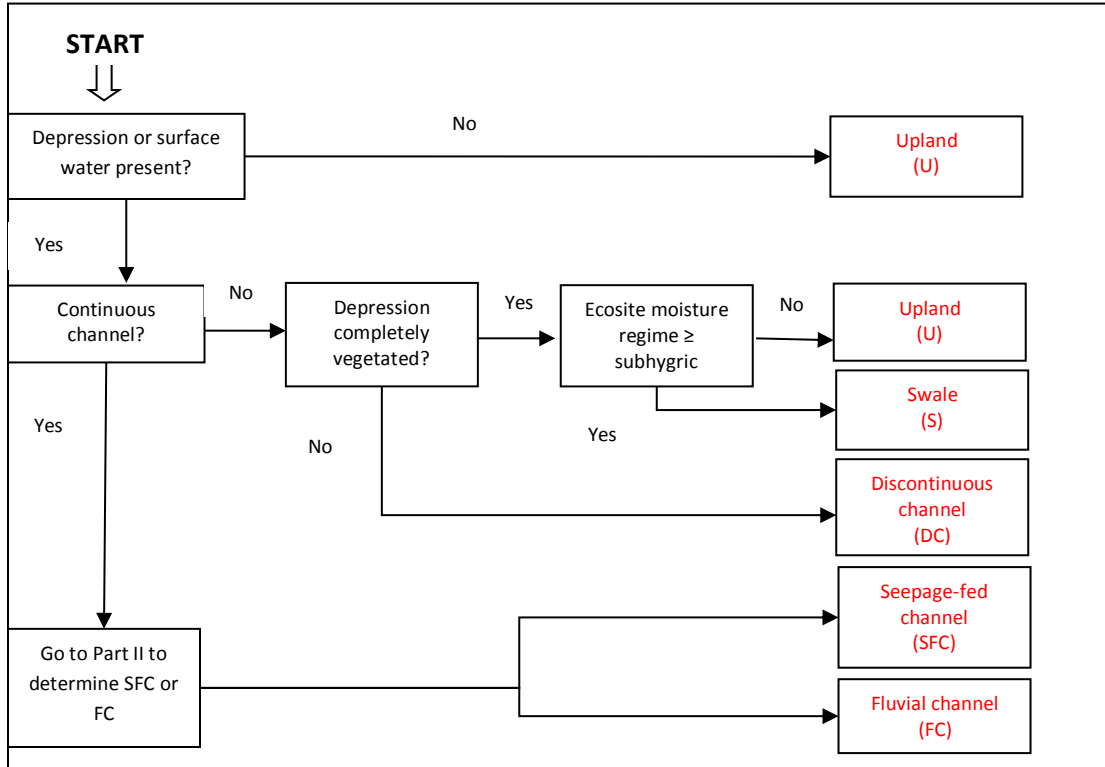 START
Depression or surface
water present?
No
Upland
(U)
Yes
Continuous
channel?
No
Depression
completely
vegetated?
Yes
Ecosite moisture
regime ≥
subhygric
No
Upland
(U)
Yes
No
Yes
Swale
(S)
Discontinuous
channel
(DC)
Go to Part II to
determine SFC or
FC
Seepage-fed
channel
(SFC)
Fluvial channel
(FC)